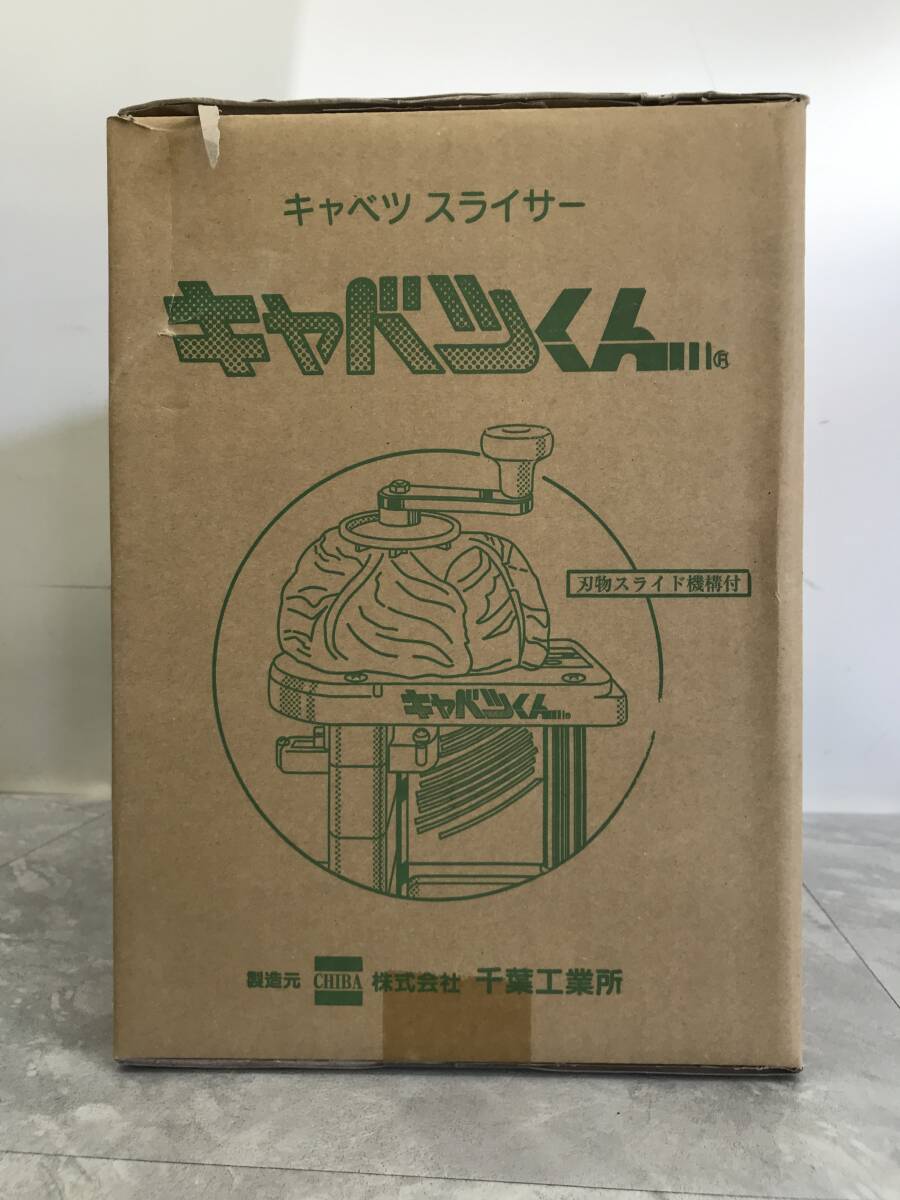 キャベツ スライサー
キャベツくん®
刃物スライド機構付
キャベツくん®
製造元 CHIBA 株式会社 千葉工業所